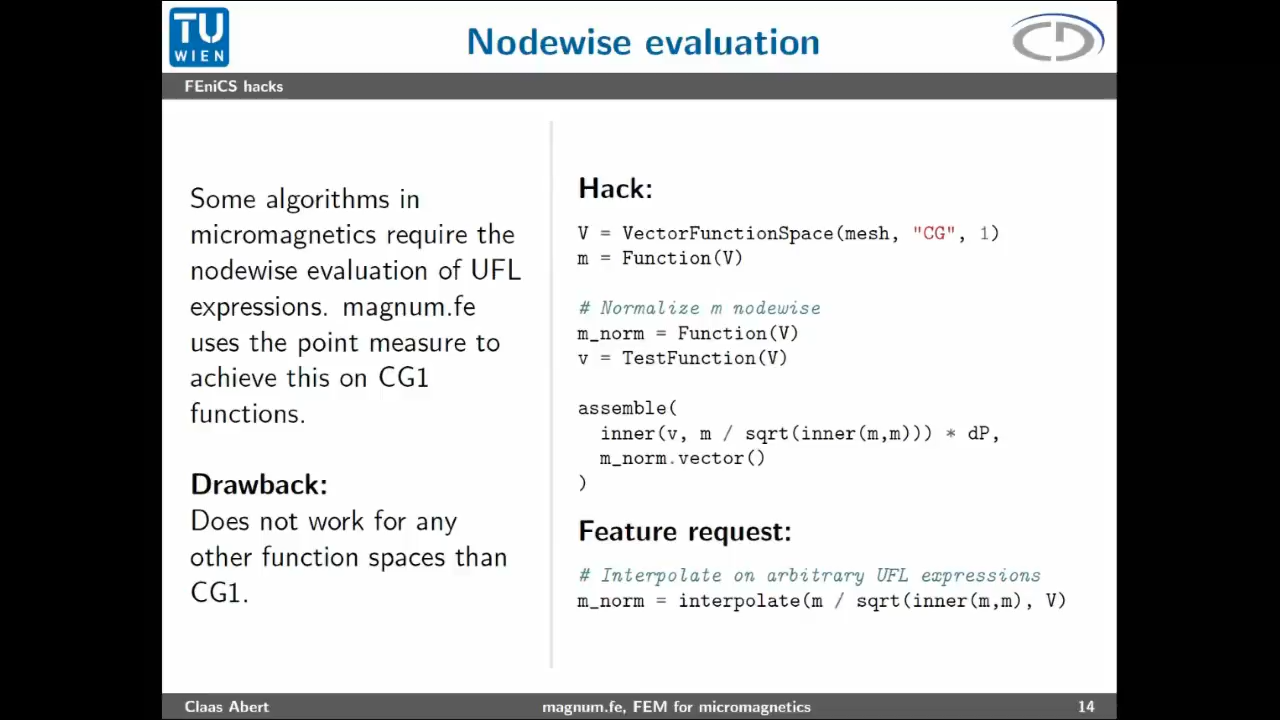 TU
WIEN
Nodewise evaluation
FEniCS hacks
Some algorithms in
micromagnetics require the
nodewise evaluation of UFL
expressions. magnum.fe
uses the point measure to
achieve this on CG1
functions.
Drawback:
Does not work for any
other function spaces than
CG1.
Hack:
V = VectorFunctionSpace(mesh, "CG", 1)
m = Function(V)
# Normalize m nodewise
m_norm = Function(V)
v = TestFunction(V)
assemble(
inner(v, m / sqrt(inner(m,m))) * dP,
m_norm.vector()
)
Feature request:
# Interpolate on arbitrary UFL expressions
m_norm = interpolate(m / sqrt(inner(m,m), V)
Claas Abert
magnum.fe, FEM for micromagnetics
14